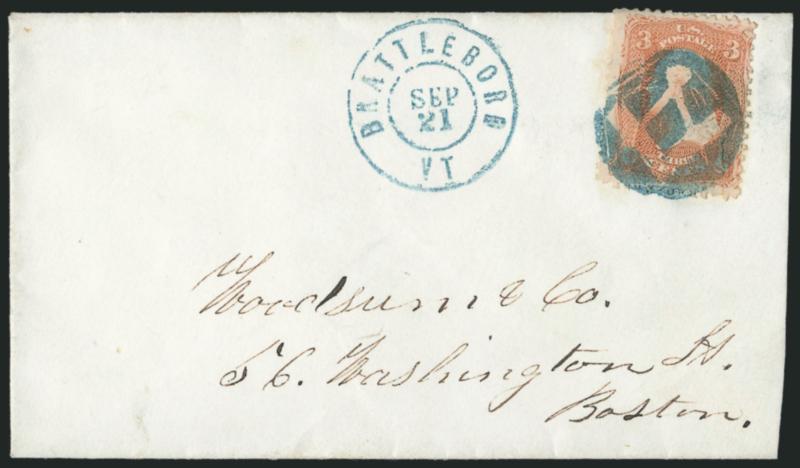 BRATTLEBORO
SEP
21
VT
U.S.
POSTAGE
3 3
Woodsum & Co.
56. Washington St.
Boston.